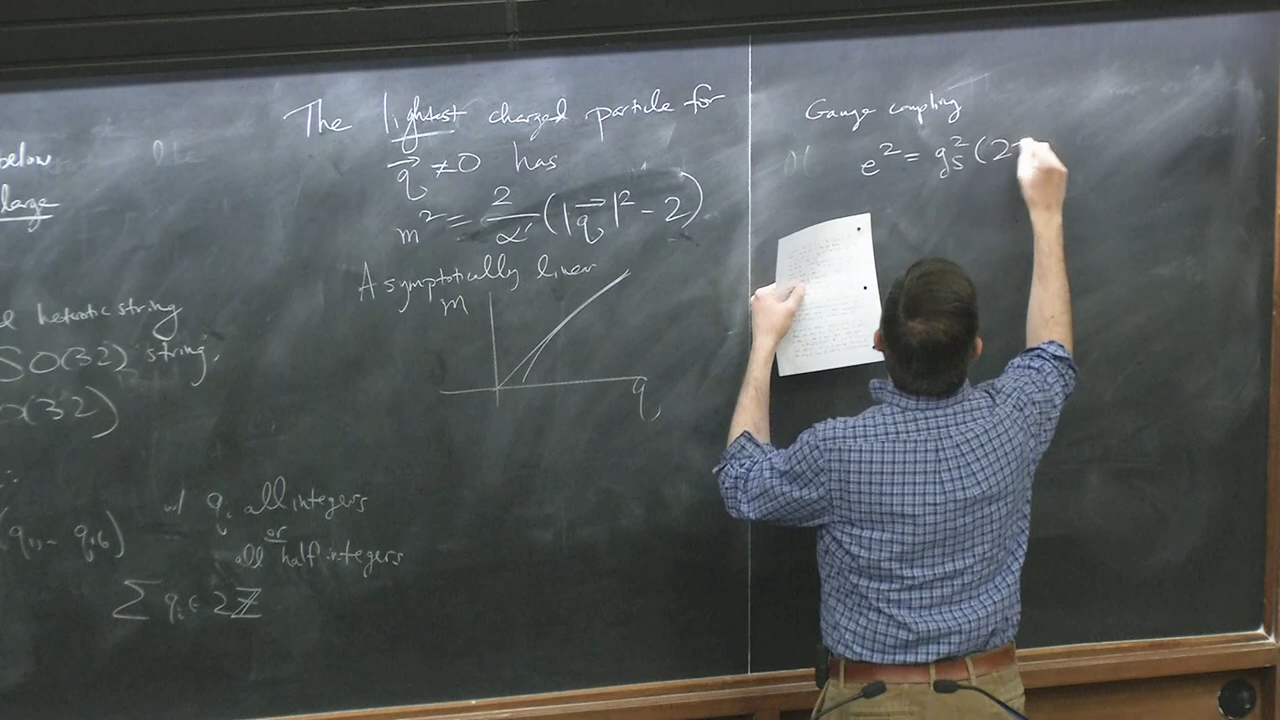 below
large
heterotic string
SO(32) string,
(32)
(q1, - q16)
w/ qi all integers
or
all half integers
∑ qi ∈ 2ℤ
The lightest charged particle for
q⃗ ≠ 0 has
m² = 2/α' (|q⃗|² - 2)
Asymptotically linear
m
q
Gauge coupling
e² = gs² (2